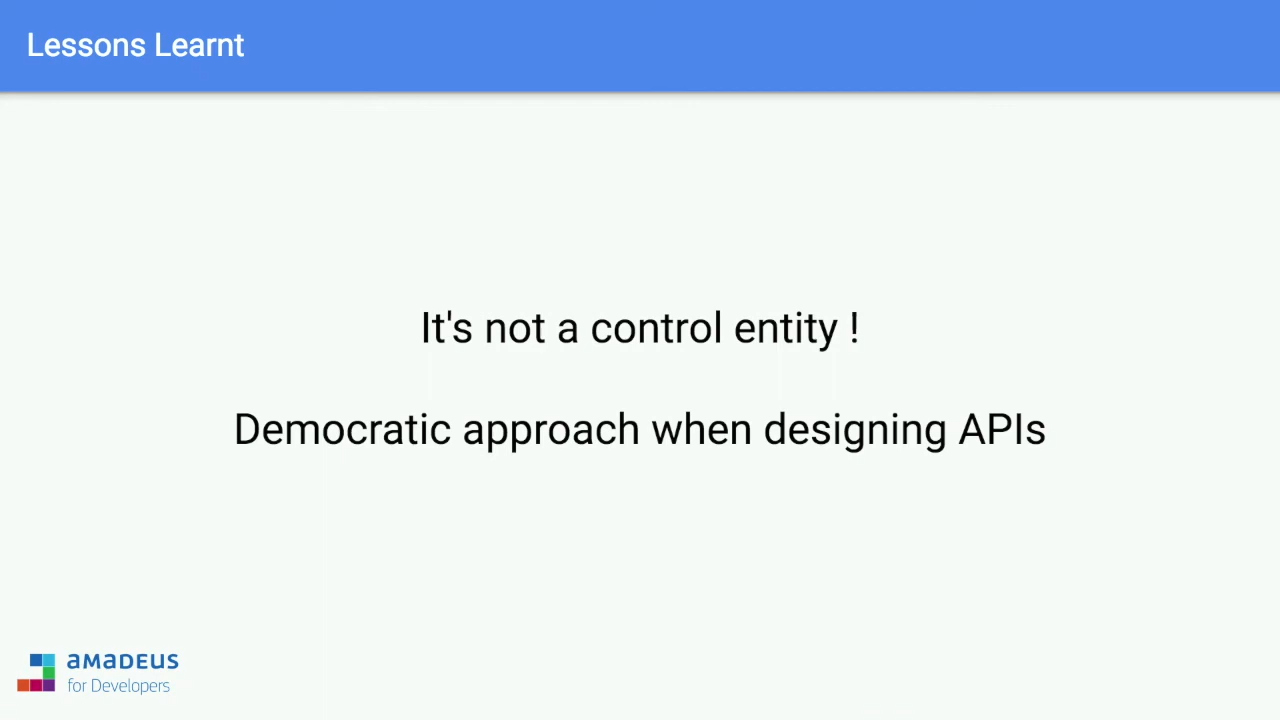 Lessons Learnt
It's not a control entity !
Democratic approach when designing APIs
amadeus
for Developers